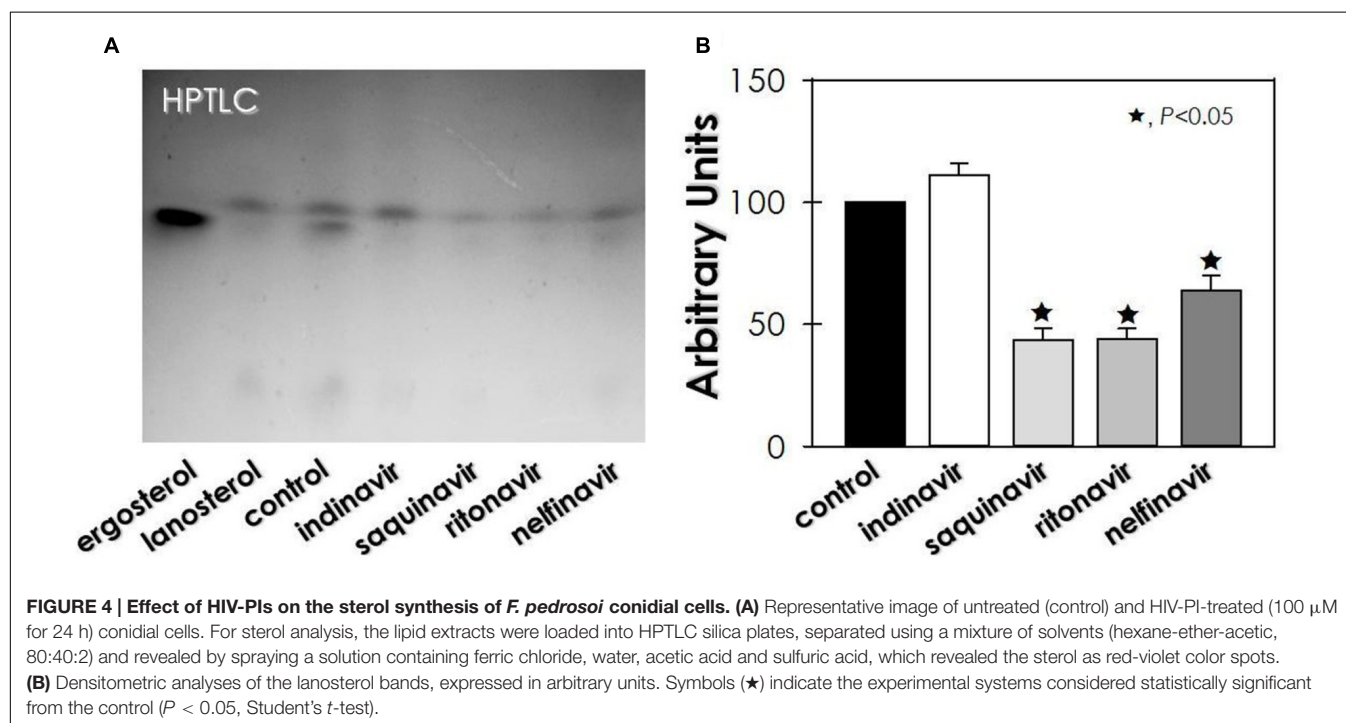 A
B
HPTLC
ergosterol
lanosterol
control
indinavir
saquinavir
ritonavir
nelfinavir
Arbitrary Units
150
100
50
0
★, P<0.05
★
★
★
control
indinavir
saquinavir
ritonavir
nelfinavir
FIGURE 4 | Effect of HIV-PIs on the sterol synthesis of F. pedrosoi conidial cells. (A) Representative image of untreated (control) and HIV-PI-treated (100 μM
for 24 h) conidial cells. For sterol analysis, the lipid extracts were loaded into HPTLC silica plates, separated using a mixture of solvents (hexane-ether-acetic,
80:40:2) and revealed by spraying a solution containing ferric chloride, water, acetic acid and sulfuric acid, which revealed the sterol as red-violet color spots.
(B) Densitometric analyses of the lanosterol bands, expressed in arbitrary units. Symbols (★) indicate the experimental systems considered statistically significant
from the control (P < 0.05, Student's t-test).